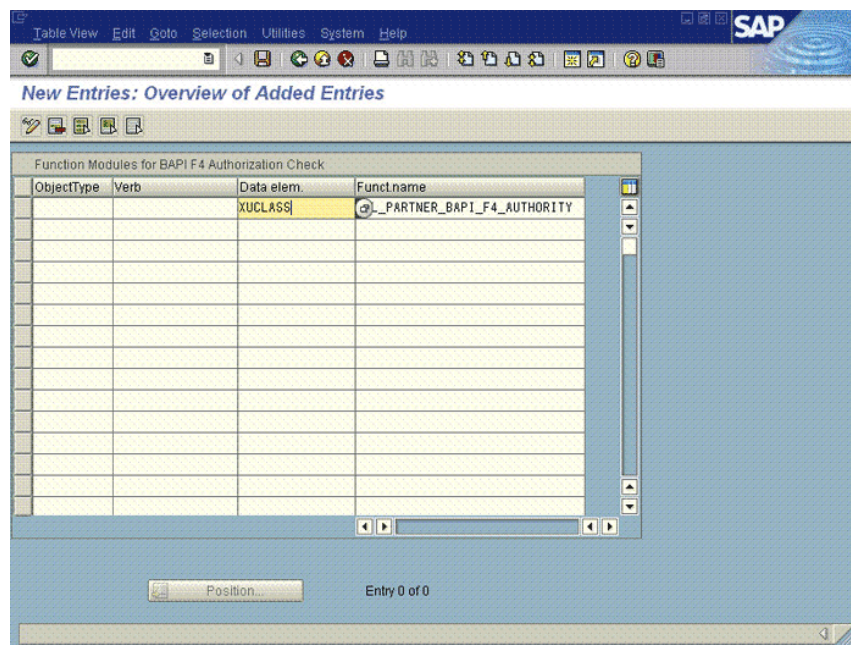 Table View Edit Goto Selection Utilities System Help
SAP
New Entries: Overview of Added Entries
Function Modules for BAPI F4 Authorization Check
ObjectType Verb Data elem. Funct.name
XUCLASS L_PARTNER_BAPI_F4_AUTHORITY
Position... Entry 0 of 0